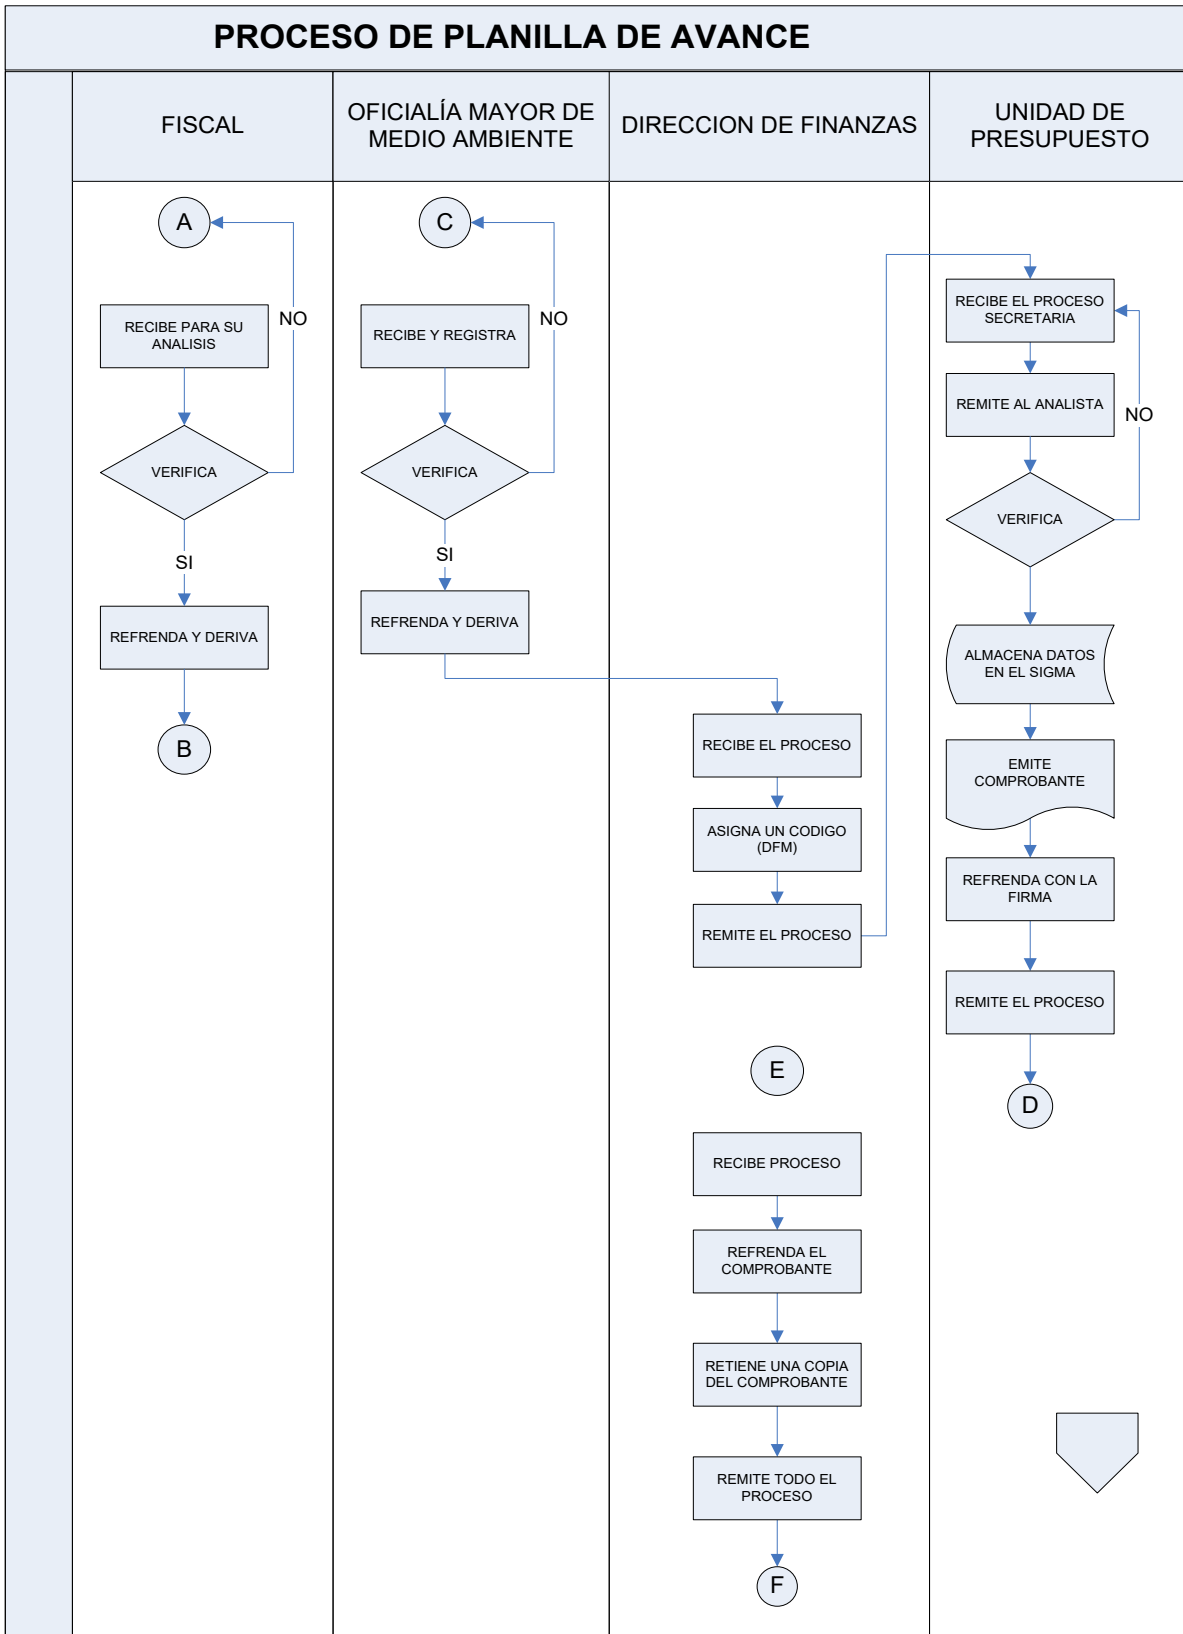 PROCESO DE PLANILLA DE AVANCE
FISCAL
OFICIALÍA MAYOR DE
MEDIO AMBIENTE
DIRECCION DE FINANZAS
UNIDAD DE
PRESUPUESTO
A
NO
RECIBE PARA SU
ANALISIS
VERIFICA
SI
REFRENDA Y DERIVA
B
C
NO
RECIBE Y REGISTRA
VERIFICA
SI
REFRENDA Y DERIVA
RECIBE EL PROCESO
ASIGNA UN CODIGO
(DFM)
REMITE EL PROCESO
E
RECIBE PROCESO
REFRENDA EL
COMPROBANTE
RETIENE UNA COPIA
DEL COMPROBANTE
REMITE TODO EL
PROCESO
F
RECIBE EL PROCESO
SECRETARIA
REMITE AL ANALISTA
NO
VERIFICA
ALMACENA DATOS
EN EL SIGMA
EMITE
COMPROBANTE
REFRENDA CON LA
FIRMA
REMITE EL PROCESO
D